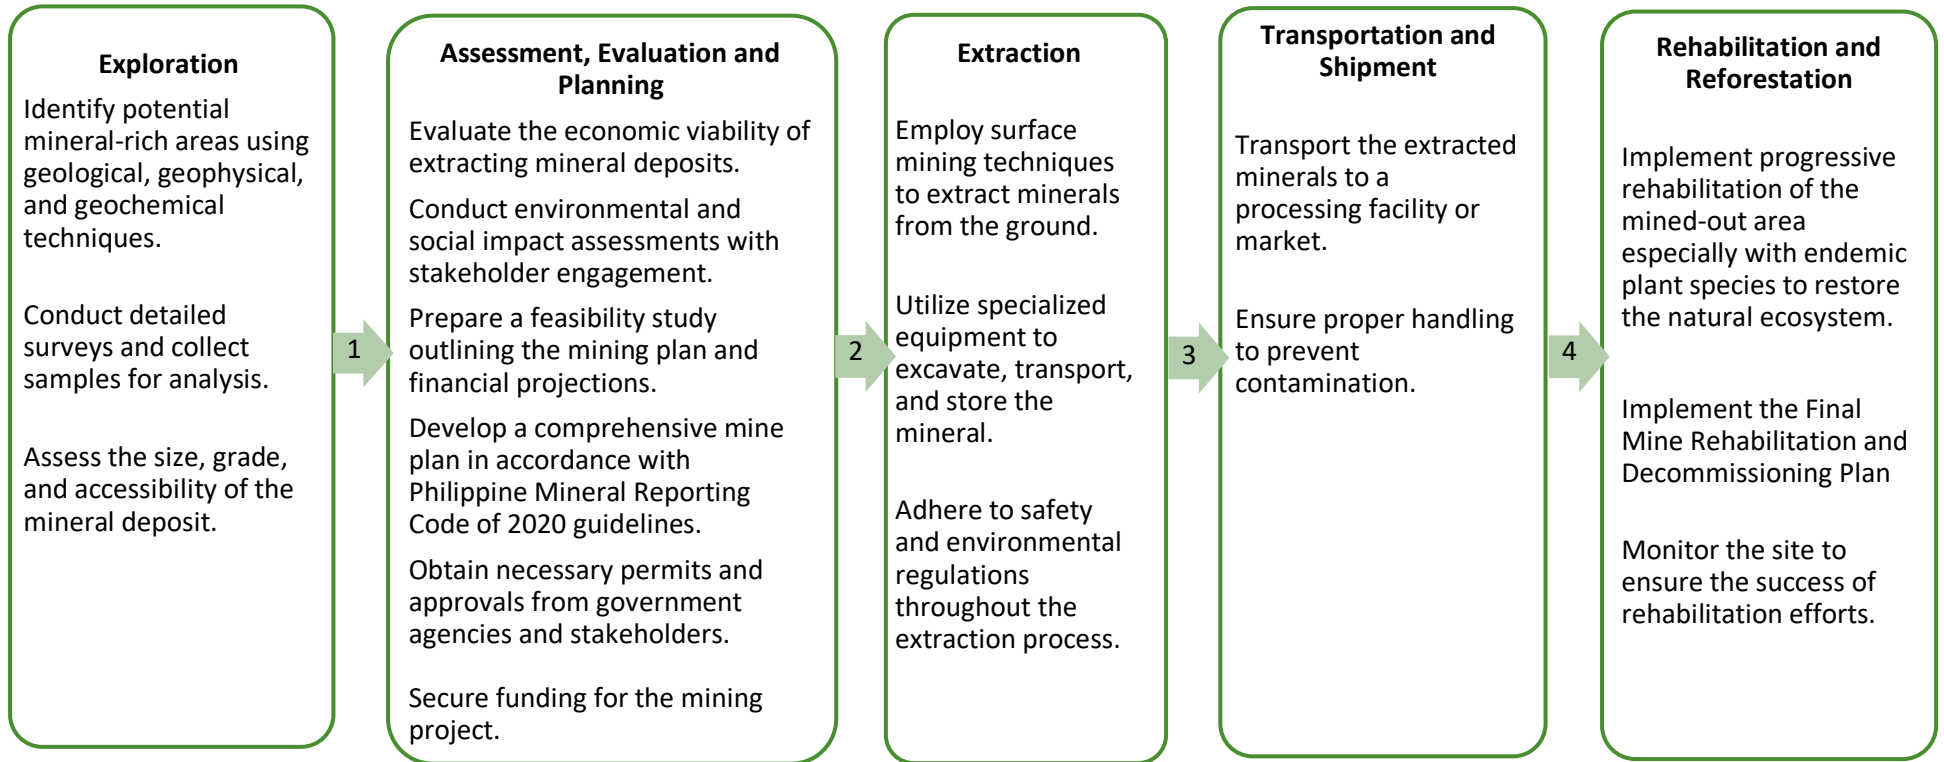 Exploration
Identify potential
mineral-rich areas using
geological, geophysical,
and geochemical
techniques.
Conduct detailed
surveys and collect
samples for analysis.
Assess the size, grade,
and accessibility of the
mineral deposit.
1
Assessment, Evaluation and
Planning
Evaluate the economic viability of
extracting mineral deposits.
Conduct environmental and
social impact assessments with
stakeholder engagement.
Prepare a feasibility study
outlining the mining plan and
financial projections.
Develop a comprehensive mine
plan in accordance with
Philippine Mineral Reporting
Code of 2020 guidelines.
Obtain necessary permits and
approvals from government
agencies and stakeholders.
Secure funding for the mining
project.
2
Extraction
Employ surface
mining techniques
to extract minerals
from the ground.
Utilize specialized
equipment to
excavate, transport,
and store the
mineral.
Adhere to safety
and environmental
regulations
throughout the
extraction process.
3
Transportation and
Shipment
Transport the extracted
minerals to a
processing facility or
market.
Ensure proper handling
to prevent
contamination.
4
Rehabilitation and
Reforestation
Implement progressive
rehabilitation of the
mined-out area
especially with endemic
plant species to restore
the natural ecosystem.
Implement the Final
Mine Rehabilitation and
Decommissioning Plan
Monitor the site to
ensure the success of
rehabilitation efforts.